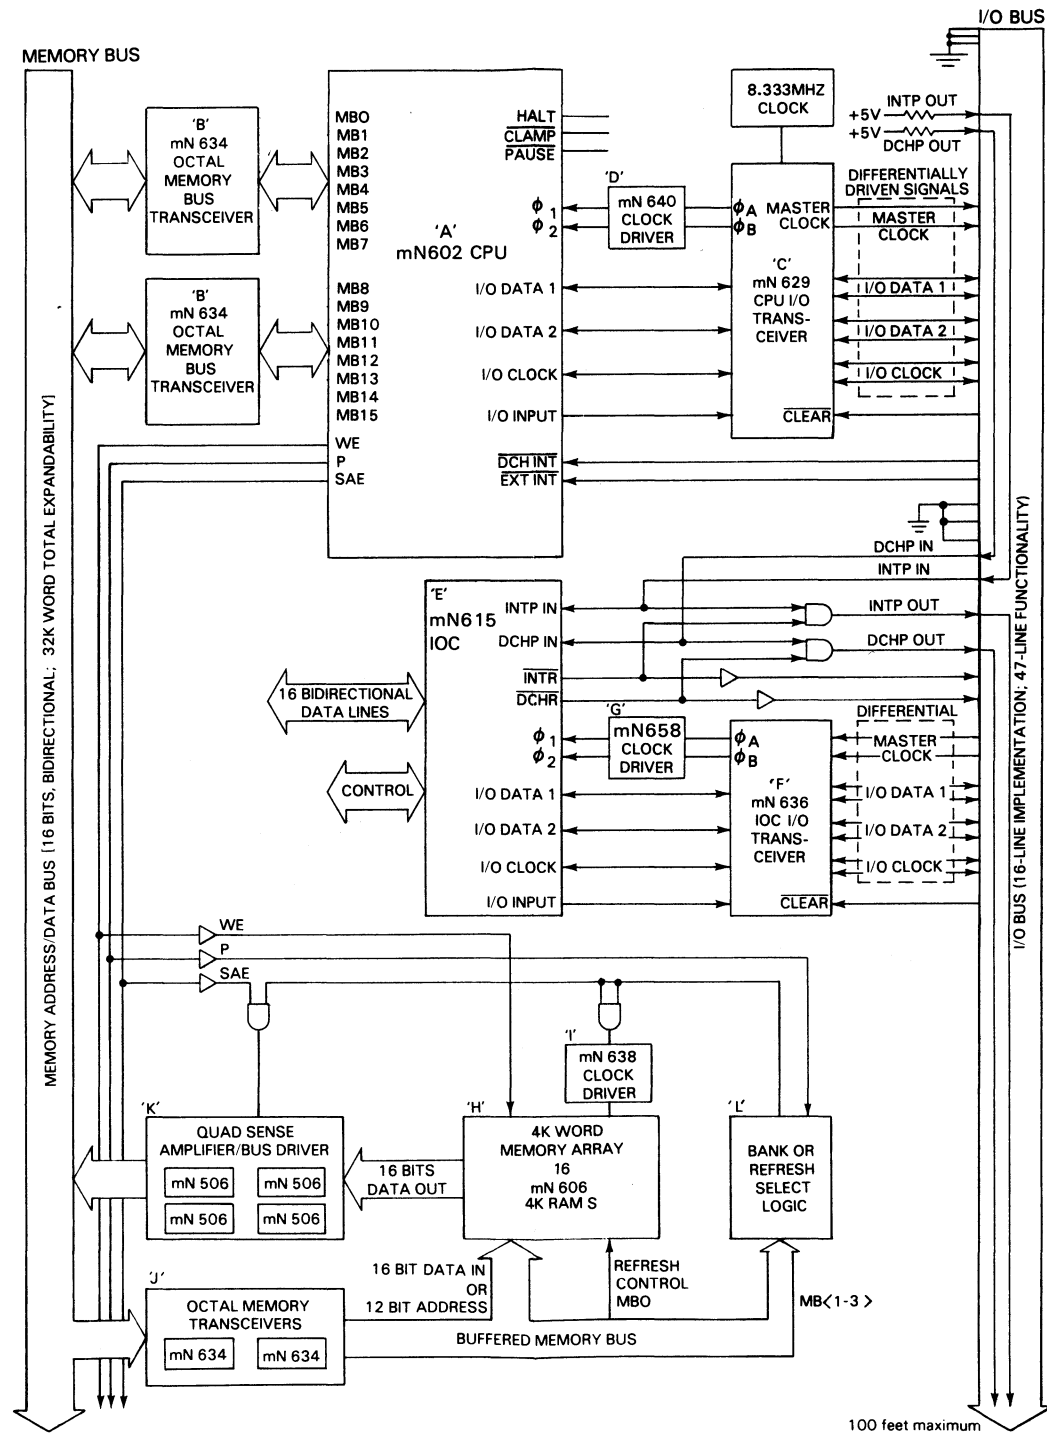 I/O BUS
MEMORY BUS
8.333MHZ
CLOCK
INTP OUT
+5V
+5V
DCHP OUT
'B'
mN 634
OCTAL
MEMORY
BUS
TRANSCEIVER
MB0
MB1
MB2
MB3
MB4
MB5
MB6
MB7
HALT
CLAMP
PAUSE
'A'
mN602 CPU
ϕ1
ϕ2
'D'
mN 640
CLOCK
DRIVER
ϕA
ϕB
MASTER
CLOCK
DIFFERENTIALLY
DRIVEN SIGNALS
MASTER
CLOCK
'C'
mN 629
CPU I/O
TRANS-
CEIVER
'B'
mN 634
OCTAL
MEMORY
BUS
TRANSCEIVER
MB8
MB9
MB10
MB11
MB12
MB13
MB14
MB15
I/O DATA 1
I/O DATA 2
I/O CLOCK
I/O INPUT
I/O DATA 1
I/O DATA 2
I/O CLOCK
CLEAR
WE
P
SAE
DCH INT
EXT INT
MEMORY ADDRESS/DATA BUS [16 BITS, BIDIRECTIONAL; 32K WORD TOTAL EXPANDABILITY]
I/O BUS (16-LINE IMPLEMENTATION; 47-LINE FUNCTIONALITY)
DCHP IN
INTP IN
'E'
mN615
IOC
INTP IN
DCHP IN
INTR
DCHR
INTP OUT
DCHP OUT
16 BIDIRECTIONAL
DATA LINES
CONTROL
ϕ1
ϕ2
'G'
mN658
CLOCK
DRIVER
ϕA
ϕB
'F'
mN 636
IOC I/O
TRANS-
CEIVER
DIFFERENTIAL
MASTER
CLOCK
I/O DATA 1
I/O DATA 2
I/O CLOCK
I/O INPUT
I/O DATA 1
I/O DATA 2
I/O CLOCK
CLEAR
WE
P
SAE
'I'
mN 638
CLOCK
DRIVER
'K'
QUAD SENSE
AMPLIFIER/BUS DRIVER
mN 506
mN 506
mN 506
mN 506
16 BITS
DATA OUT
'H'
4K WORD
MEMORY ARRAY
16
mN 606
4K RAM S
'L'
BANK OR
REFRESH
SELECT
LOGIC
'J'
OCTAL MEMORY
TRANSCEIVERS
mN 634
mN 634
16 BIT DATA IN
OR
12 BIT ADDRESS
REFRESH
CONTROL
MBO
MB<1-3>
BUFFERED MEMORY BUS
100 feet maximum